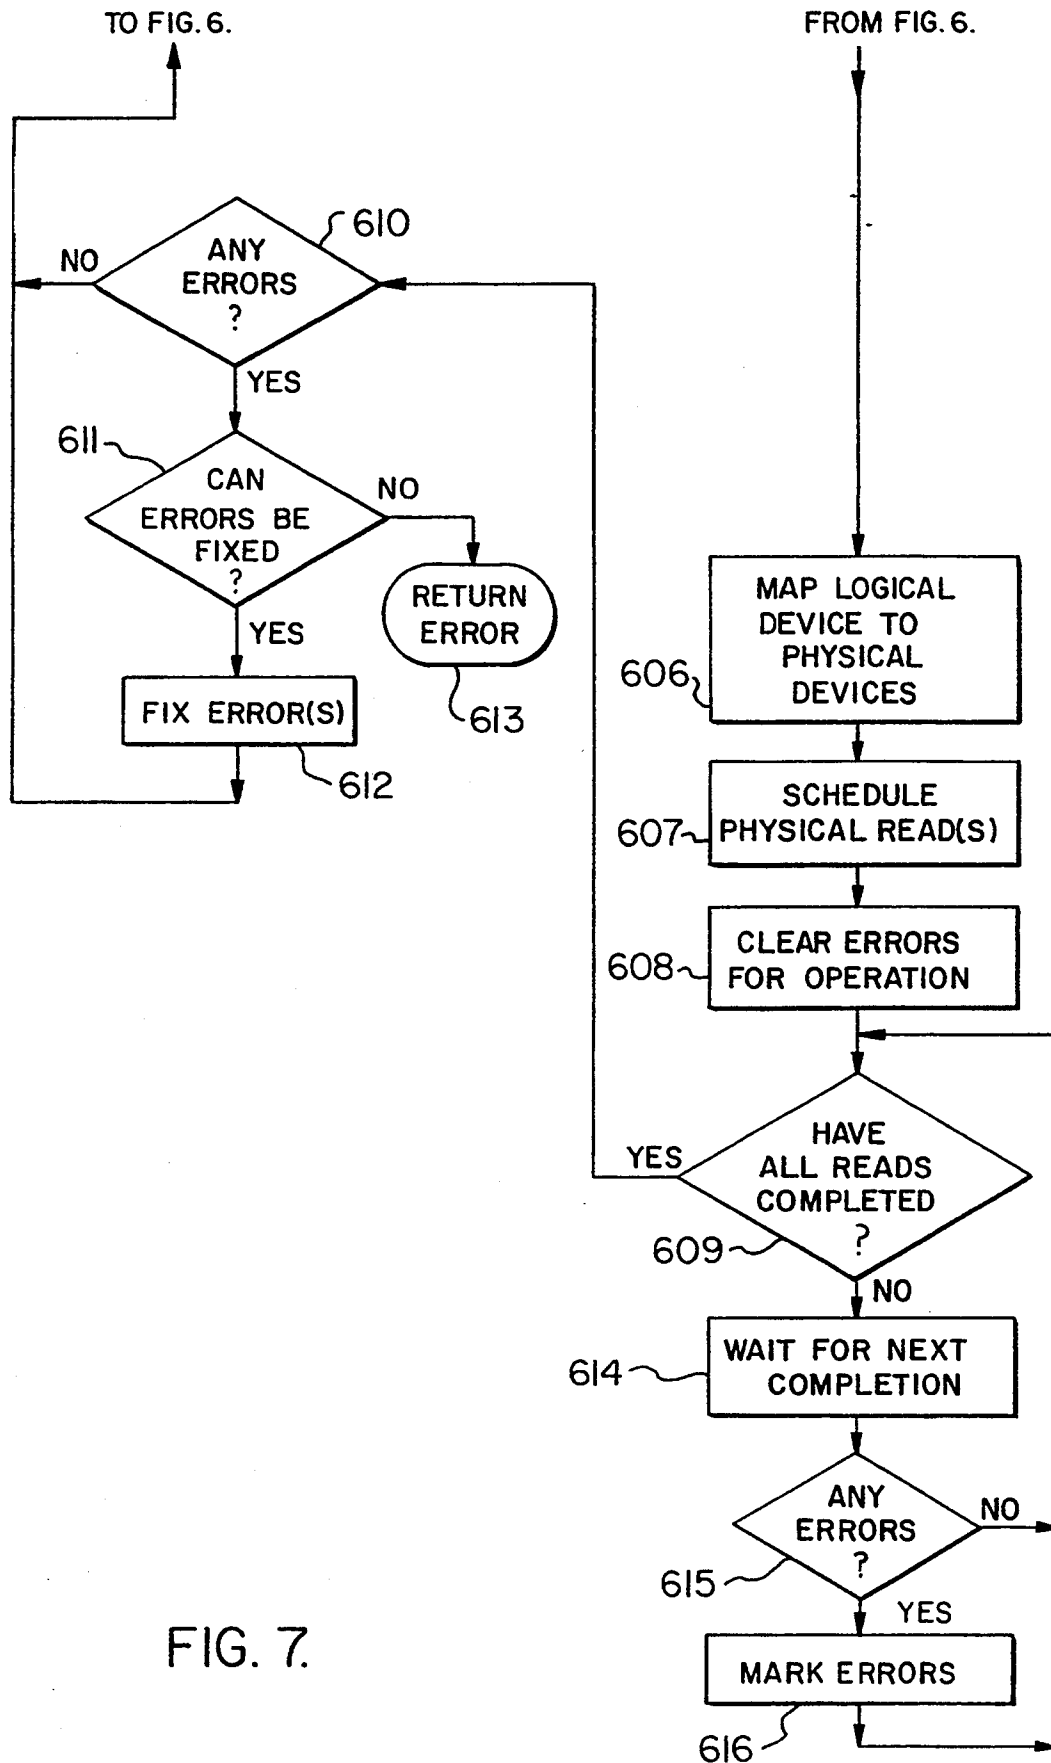 TO FIG. 6.
FROM FIG. 6.
610
ANY
ERRORS
?
NO
YES
611
CAN
ERRORS BE
FIXED
?
NO
YES
RETURN
ERROR
613
FIX ERROR(S)
612
MAP LOGICAL
DEVICE TO
PHYSICAL
DEVICES
606
SCHEDULE
PHYSICAL READ(S)
607
CLEAR ERRORS
FOR OPERATION
608
HAVE
ALL READS
COMPLETED
?
YES
609
NO
WAIT FOR NEXT
COMPLETION
614
ANY
ERRORS
?
NO
615
YES
MARK ERRORS
616
FIG. 7.